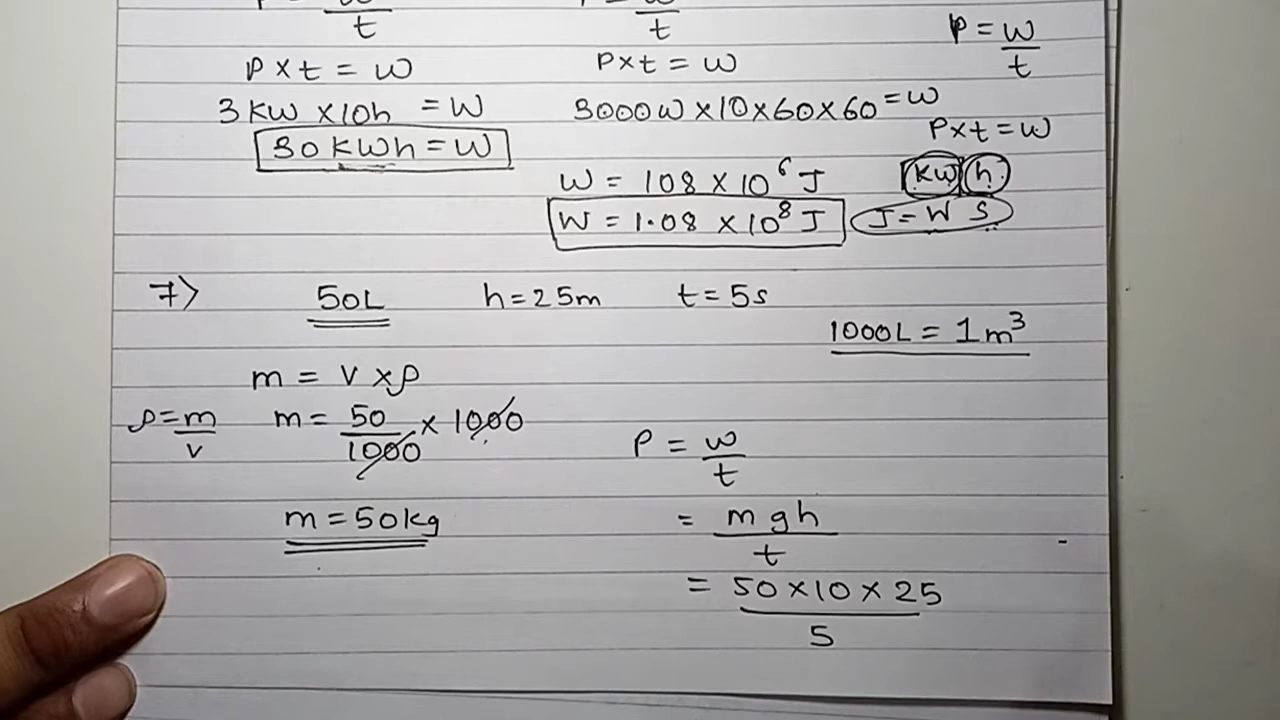 t
t
P = w
t
P x t = W
P x t = W
3 KW x 10h = W
3000W x 10 x 60 x 60 = W
P x t = W
30 KWh = W
W = 108 x 10⁶ J
KW h
W = 1.08 x 10⁸ J
J = W S
7>
50L
h = 25m
t = 5s
1000L = 1m³
m = V x ρ
ρ = m
v
m = 50 x 1000
1000
P = w
t
m = 50kg
= mgh
t
= 50 x 10 x 25
5